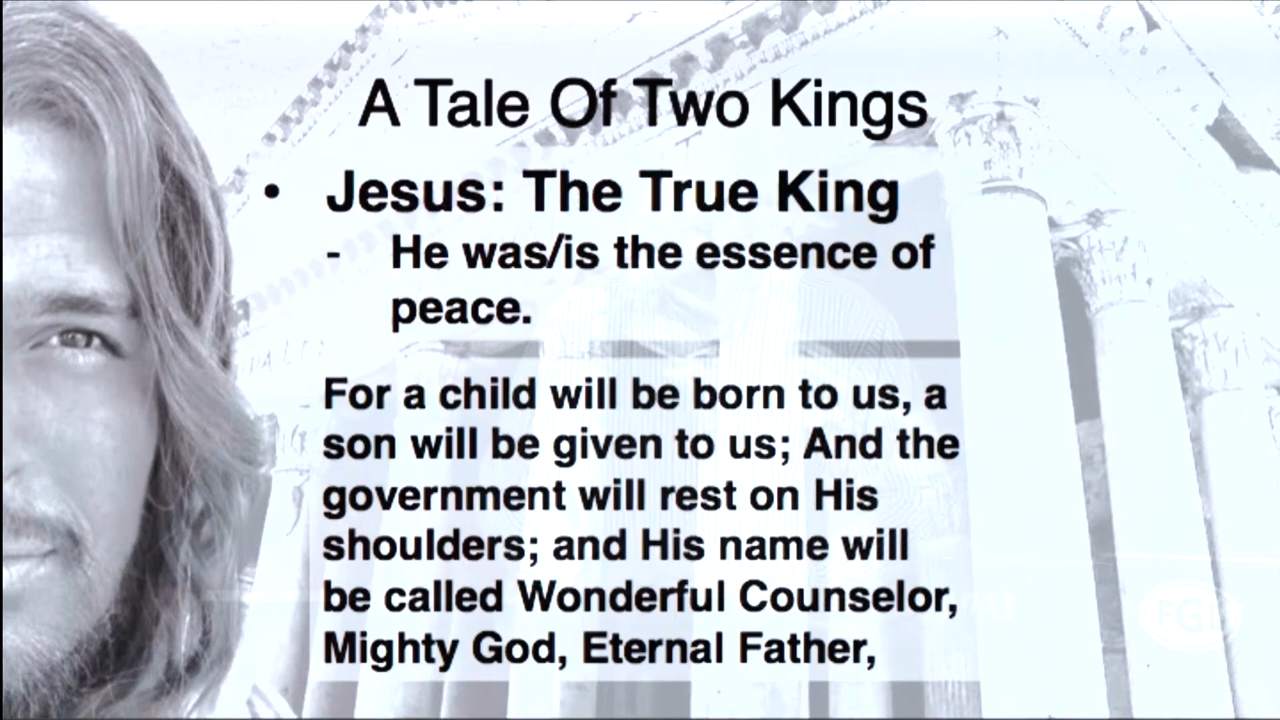 A Tale Of Two Kings
• Jesus: The True King
- He was/is the essence of
peace.
For a child will be born to us, a
son will be given to us; And the
government will rest on His
shoulders; and His name will
be called Wonderful Counselor,
Mighty God, Eternal Father,